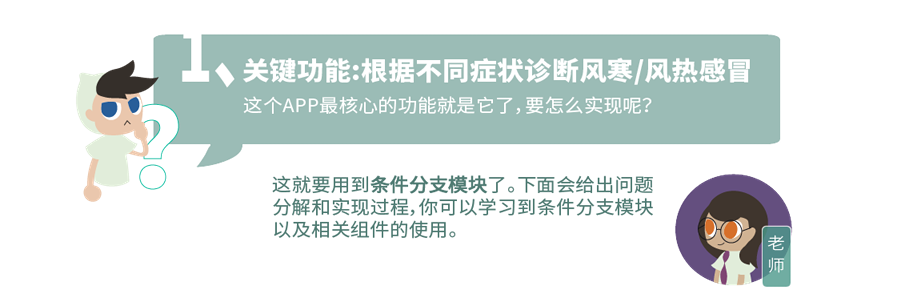 1、关键功能:根据不同症状诊断风寒/风热感冒
这个APP最核心的功能就是它了,要怎么实现呢?
这就要用到条件分支模块了。下面会给出问题
分解和实现过程,你可以学习到条件分支模块
以及相关组件的使用。
老
师